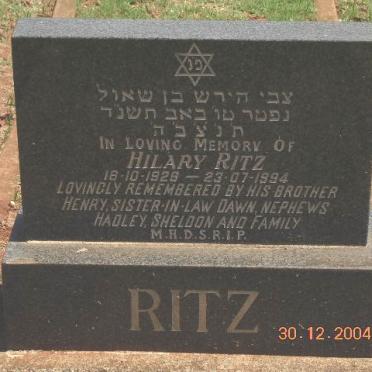 פנ
צבי הירש בן שאול
נפטר טו באב תשנד
תנצבה
IN LOVING MEMORY OF
HILARY RITZ
18·10·1928 — 23·07·1994
LOVINGLY REMEMBERED BY HIS BROTHER
HENRY, SISTER-IN-LAW DAWN, NEPHEWS
HADLEY, SHELDON AND FAMILY
M.H.D.S.R.I.P.
RITZ
30.12.2004